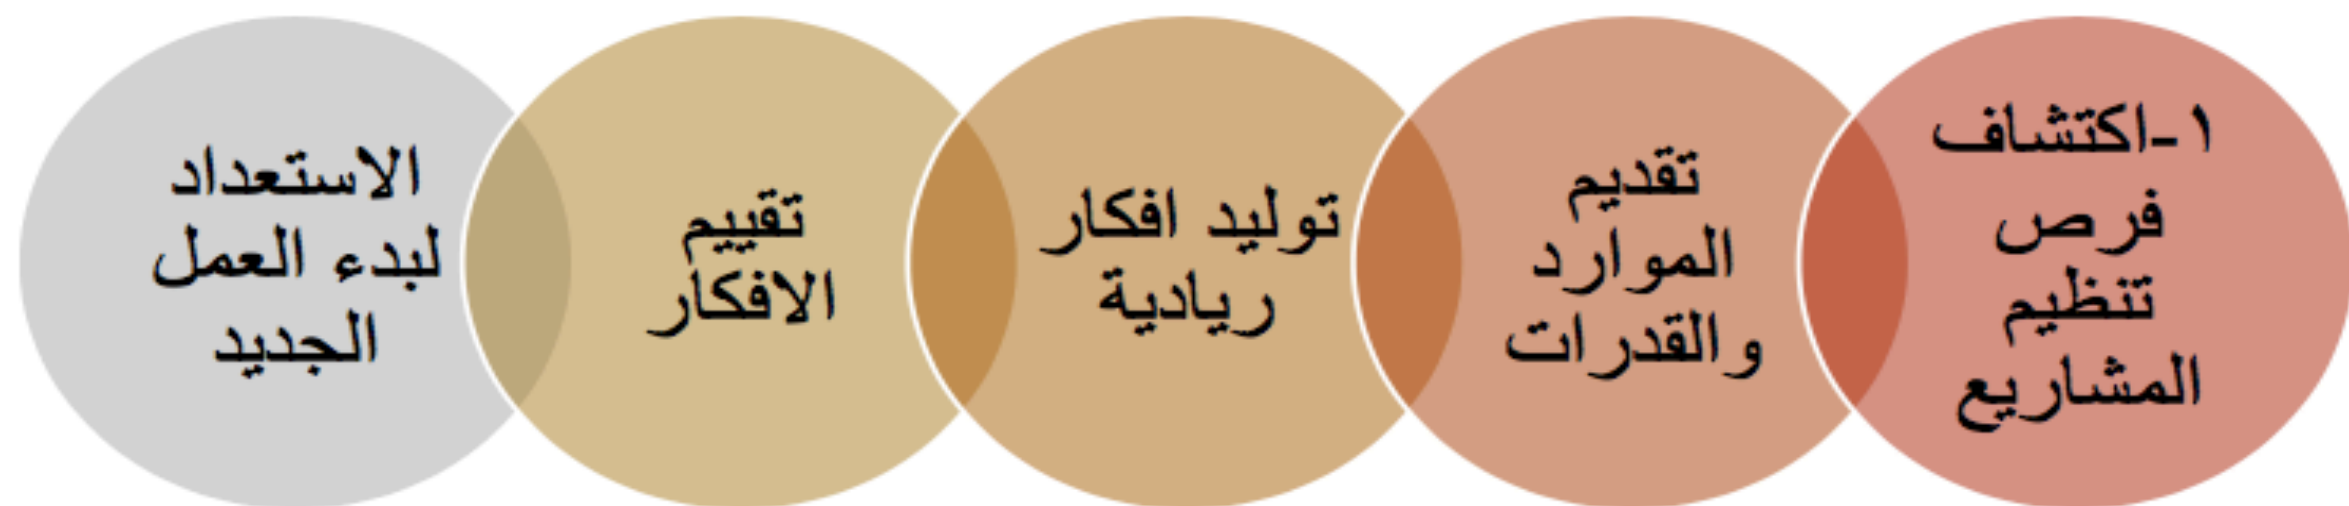 ١-اكتشاف
فرص
تنظيم
المشاريع
تقديم
الموارد
والقدرات
توليد افكار
ريادية
تقييم
الافكار
الاستعداد
لبدء العمل
الجديد